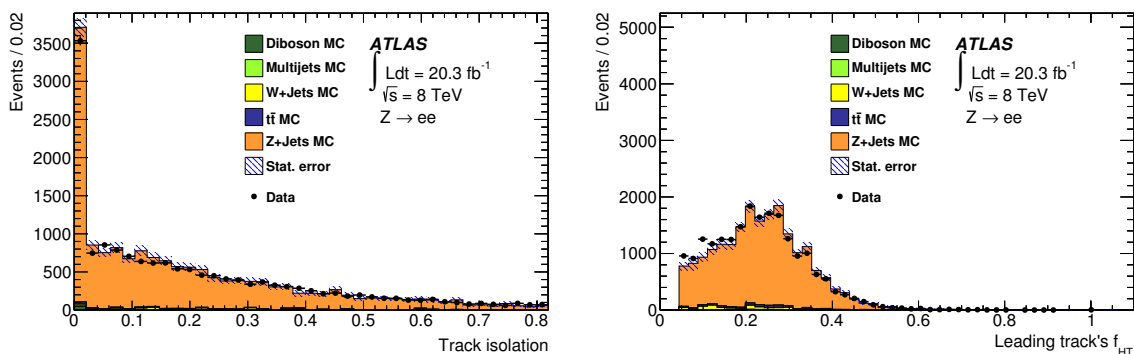 Events / 0.02
3500
3000
2500
2000
1500
1000
500
0
0 0.1 0.2 0.3 0.4 0.5 0.6 0.7 0.8
Track isolation
Diboson MC
Multijets MC
W+Jets MC
tt̄ MC
Z+Jets MC
Stat. error
Data
ATLAS
∫ Ldt = 20.3 fb⁻¹
√s = 8 TeV
Z → ee
Events / 0.02
5000
4000
3000
2000
1000
0
0 0.2 0.4 0.6 0.8 1
Leading track's f_HT
Diboson MC
Multijets MC
W+Jets MC
tt̄ MC
Z+Jets MC
Stat. error
Data
ATLAS
∫ Ldt = 20.3 fb⁻¹
√s = 8 TeV
Z → ee